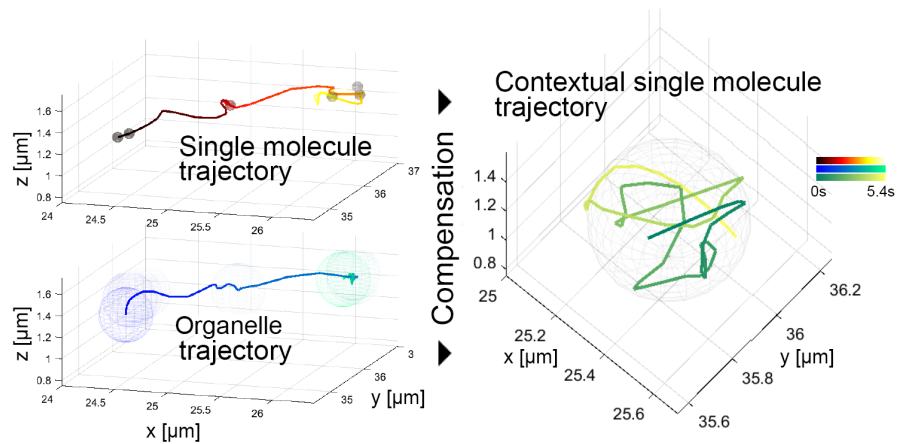 1.6
1.4
1.2
1
0.8
z [µm]
Single molecule
trajectory
24
24.5
25
25.5
26
35
36
37
1.6
1.4
1.2
1
0.8
z [µm]
Organelle
trajectory
24
24.5
25
25.5
26
x [µm]
35
36
3
y [µm]
Compensation
Contextual single molecule
trajectory
0s 5.4s
1.4
1.2
1
0.8
z [µm]
25
25.2
25.4
25.6
x [µm]
35.6
35.8
36
36.2
y [µm]